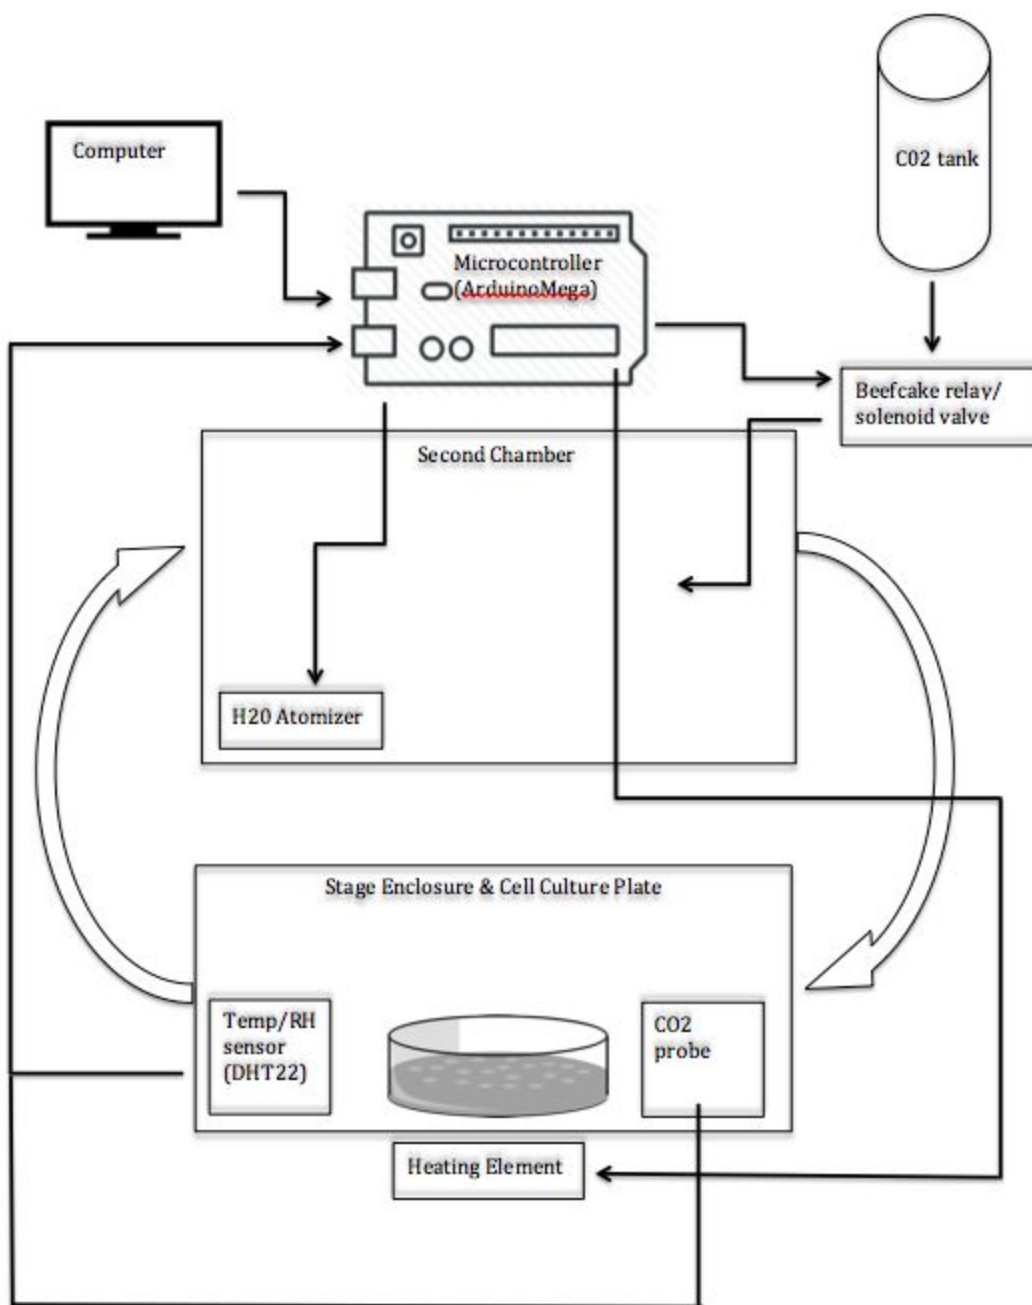 Computer
C02 tank
Microcontroller
(ArduinoMega)
Beefcake relay/
solenoid valve
Second Chamber
H20 Atomizer
Stage Enclosure & Cell Culture Plate
Temp/RH
sensor
(DHT22)
CO2
probe
Heating Element